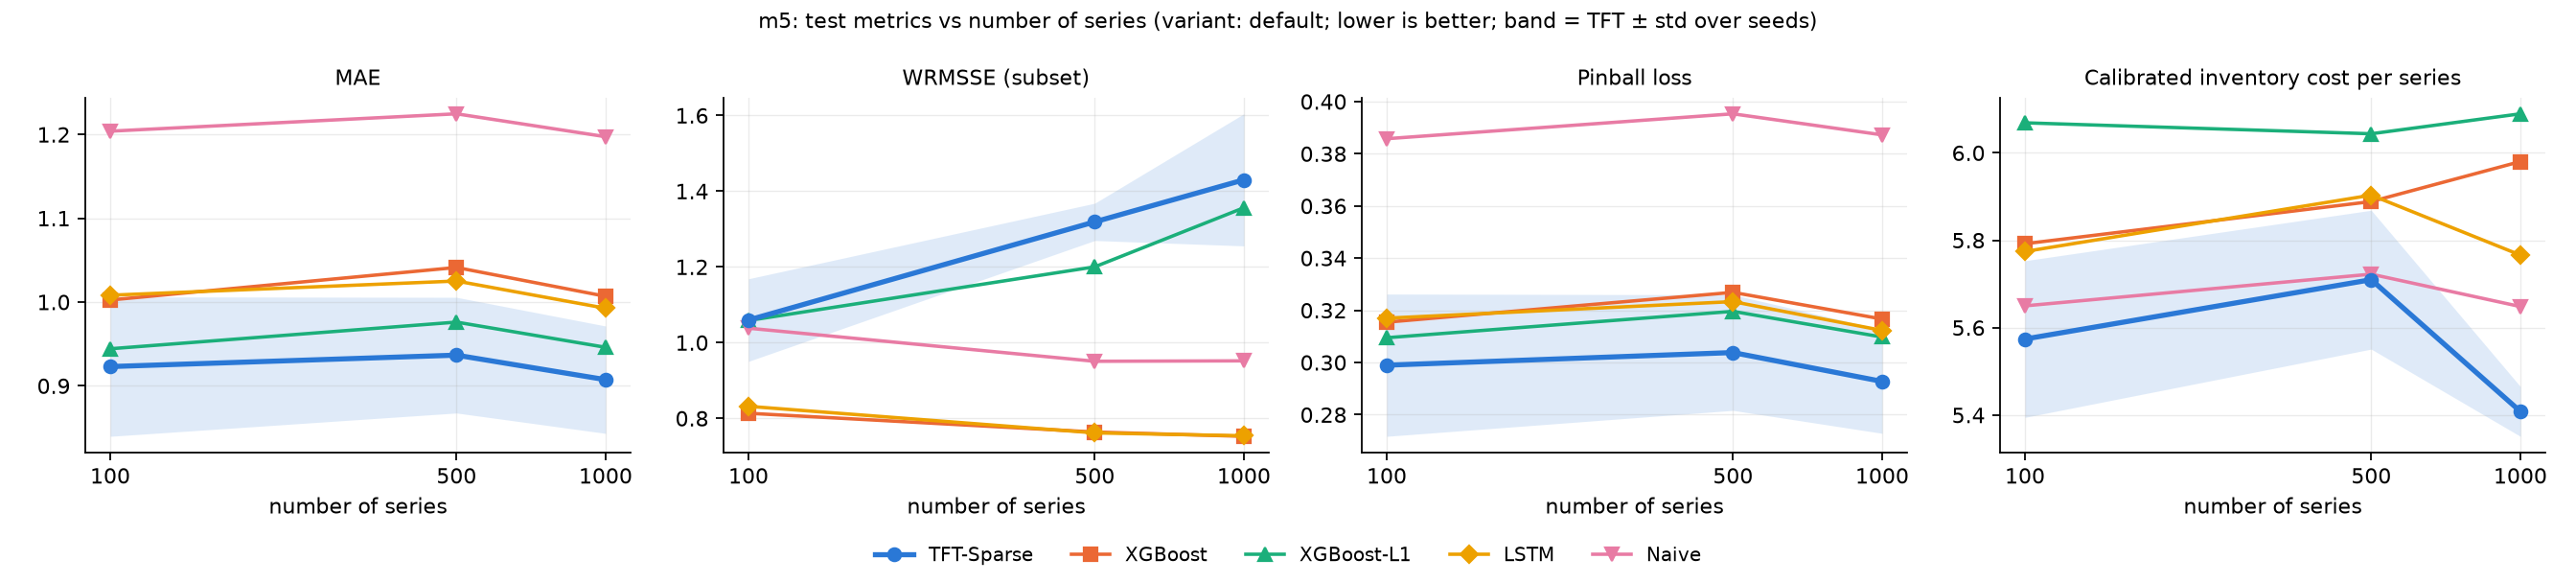 m5: test metrics vs number of series (variant: default; lower is better; band = TFT ± std over seeds)
MAE
1.2
1.1
1.0
0.9
100
500
1000
number of series
WRMSSE (subset)
1.6
1.4
1.2
1.0
0.8
100
500
1000
number of series
Pinball loss
0.40
0.38
0.36
0.34
0.32
0.30
0.28
100
500
1000
number of series
Calibrated inventory cost per series
6.0
5.8
5.6
5.4
100
500
1000
number of series
TFT-Sparse
XGBoost
XGBoost-L1
LSTM
Naive